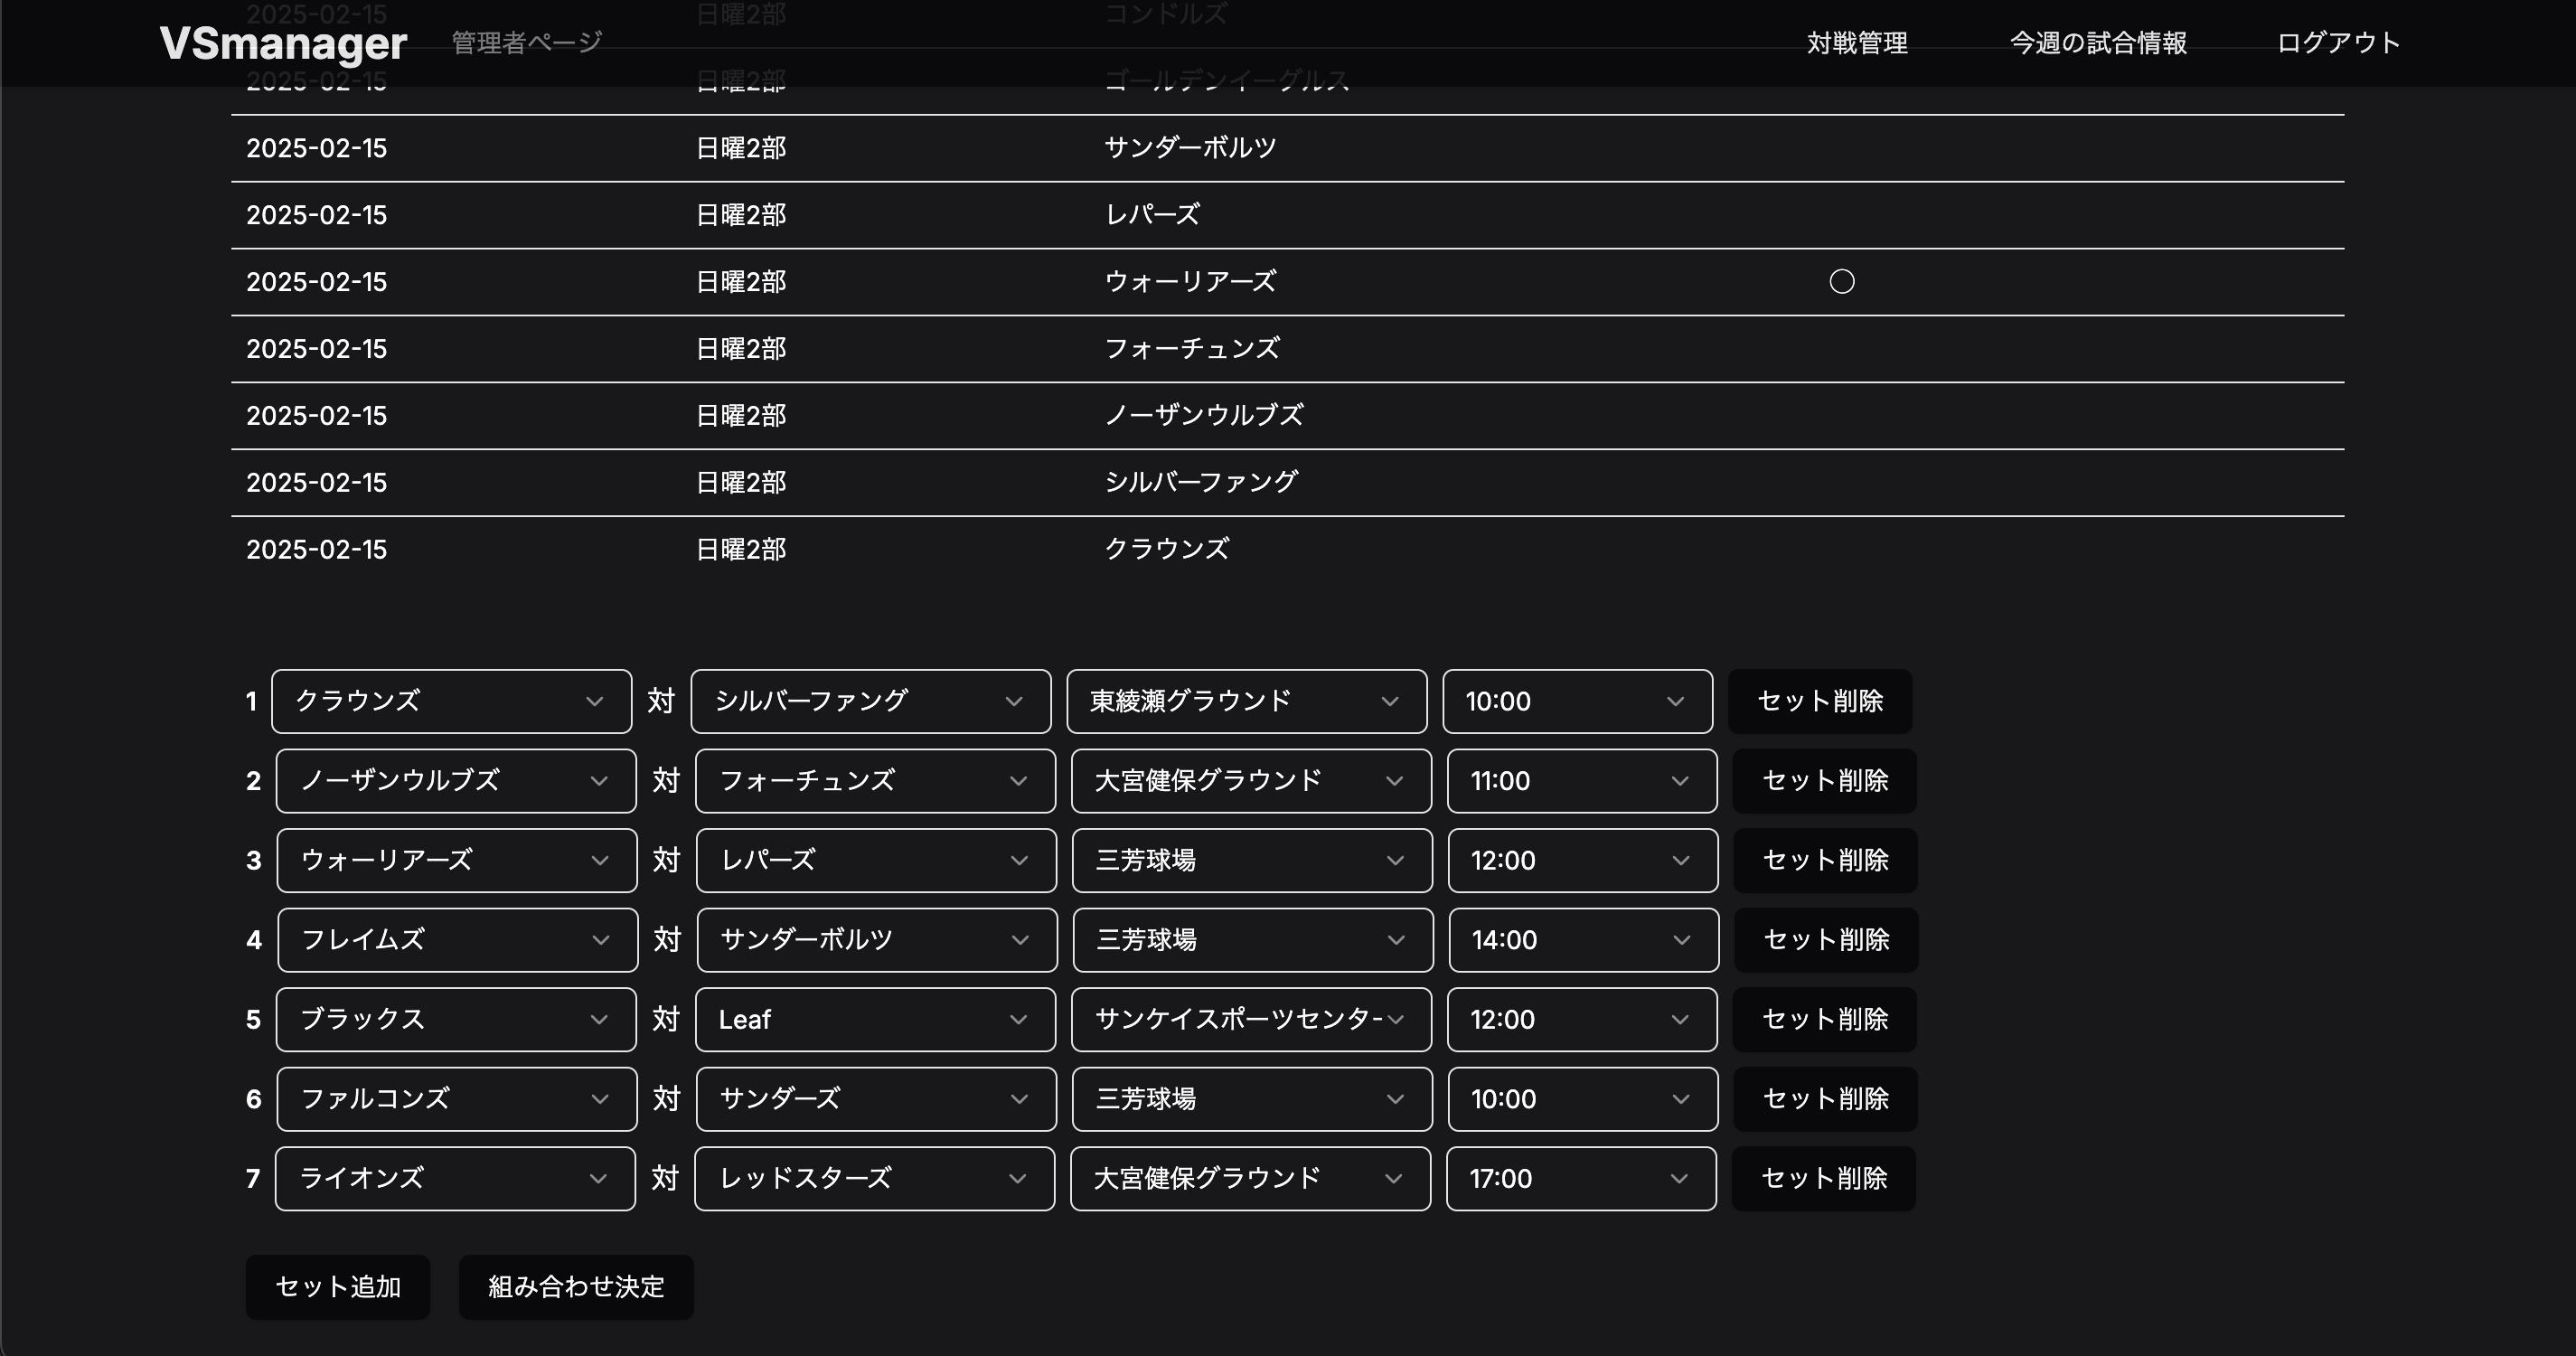 2025-02-15 日曜2部 コンドルズ
VSmanager 管理者ページ 対戦管理 今週の試合情報 ログアウト
2025-02-15 日曜2部 ゴールデンイーグルス
2025-02-15 日曜2部 サンダーボルツ
2025-02-15 日曜2部 レパーズ
2025-02-15 日曜2部 ウォーリアーズ ◯
2025-02-15 日曜2部 フォーチュンズ
2025-02-15 日曜2部 ノーザンウルブズ
2025-02-15 日曜2部 シルバーファング
2025-02-15 日曜2部 クラウンズ
1 クラウンズ 対 シルバーファング 東綾瀬グラウンド 10:00 セット削除
2 ノーザンウルブズ 対 フォーチュンズ 大宮健保グラウンド 11:00 セット削除
3 ウォーリアーズ 対 レパーズ 三芳球場 12:00 セット削除
4 フレイムズ 対 サンダーボルツ 三芳球場 14:00 セット削除
5 ブラックス 対 Leaf サンケイスポーツセンター 12:00 セット削除
6 ファルコンズ 対 サンダーズ 三芳球場 10:00 セット削除
7 ライオンズ 対 レッドスターズ 大宮健保グラウンド 17:00 セット削除
セット追加 組み合わせ決定